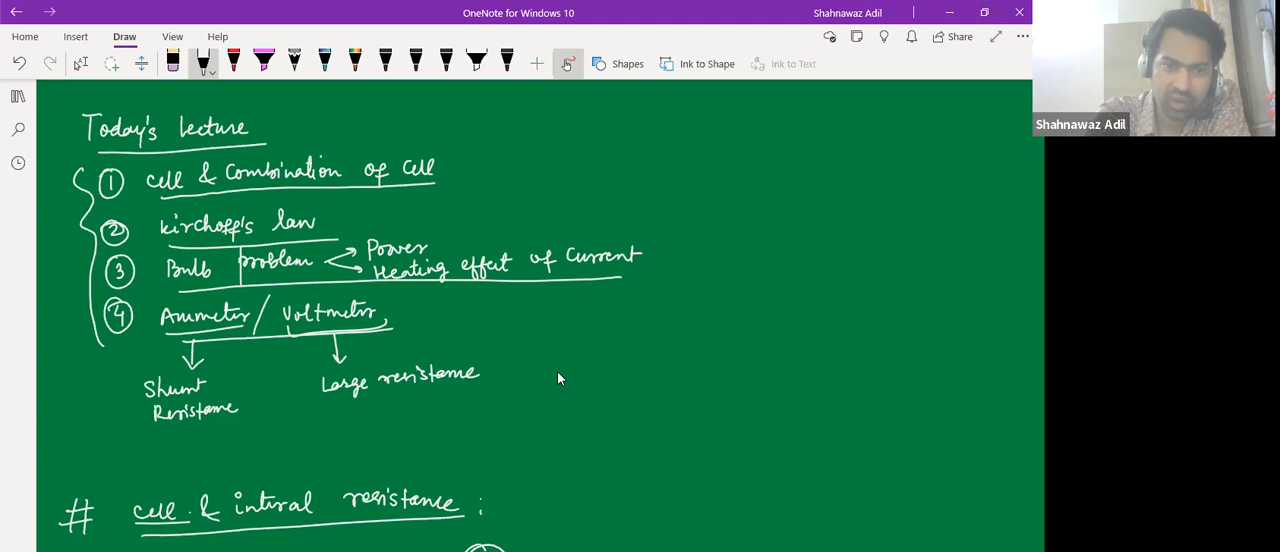 OneNote for Windows 10
Shahnawaz Adil
Home Insert Draw View Help
Share
Shapes Ink to Shape Ink to Text
Shahnawaz Adil
Today's lecture
① Cell & Combination of Cell
② Kirchoff's law
③ Bulb problem
Power
Heating effect of Current
④ Ammeter / Voltmeter
Shunt
Resistance
Large resistance
# Cell & interal resistance :